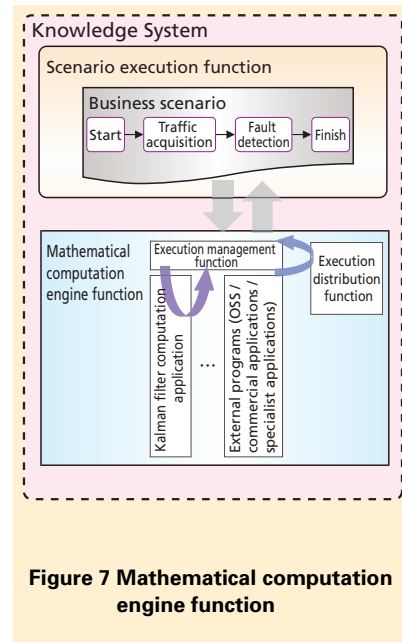 Knowledge System
Scenario execution function
Business scenario
Start
Traffic
acquisition
Fault
detection
Finish
Mathematical
computation
engine function
Execution management
function
Execution
distribution
function
Kalman filter computation
application
...
External programs (OSS /
commercial applications /
specialist applications)
Figure 7 Mathematical computation
engine function